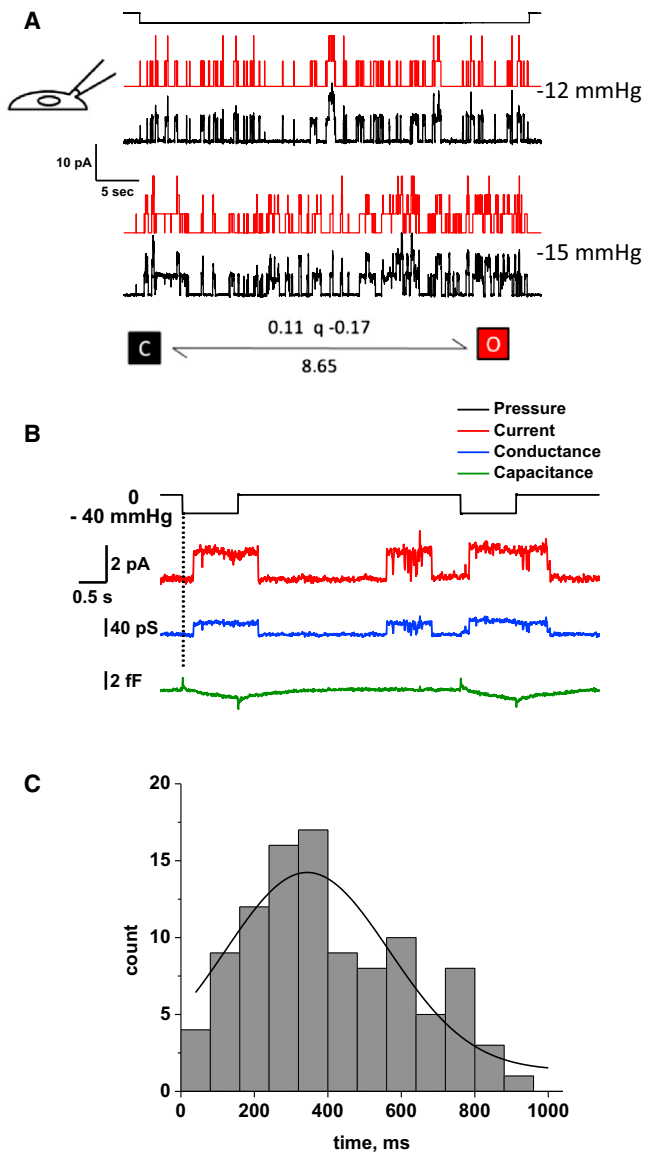 A
-12 mmHg
10 pA
5 sec
-15 mmHg
0.11 q -0.17
C
O
8.65
B
Pressure
Current
Conductance
Capacitance
0
- 40 mmHg
2 pA
0.5 s
40 pS
2 fF
C
20
15
10
5
0
count
0 200 400 600 800 1000
time, ms